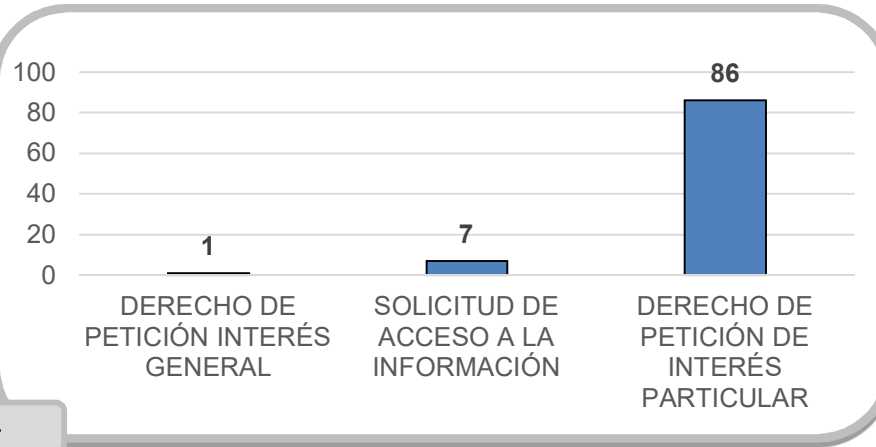 100
80
60
40
20
0
1
7
86
DERECHO DE
PETICIÓN INTERÉS
GENERAL
SOLICITUD DE
ACCESO A LA
INFORMACIÓN
DERECHO DE
PETICIÓN DE
INTERÉS
PARTICULAR